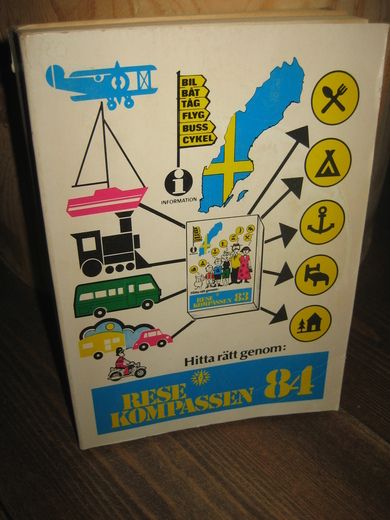 BIL
BÅT
TÅG
FLYG
BUSS
CYKEL
i
INFORMATION
RESE
KOMPASSEN 83
Hitta rätt genom:
RESE
KOMPASSEN 84